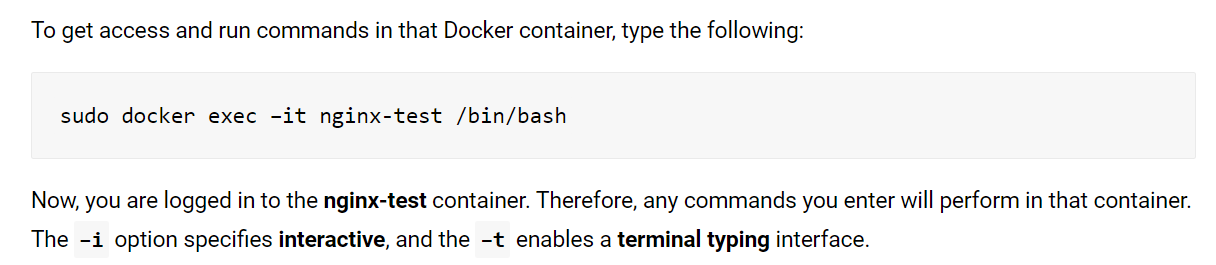 To get access and run commands in that Docker container, type the following:
sudo docker exec –it nginx-test /bin/bash
Now, you are logged in to the nginx-test container. Therefore, any commands you enter will perform in that container.
The –i option specifies interactive, and the –t enables a terminal typing interface.